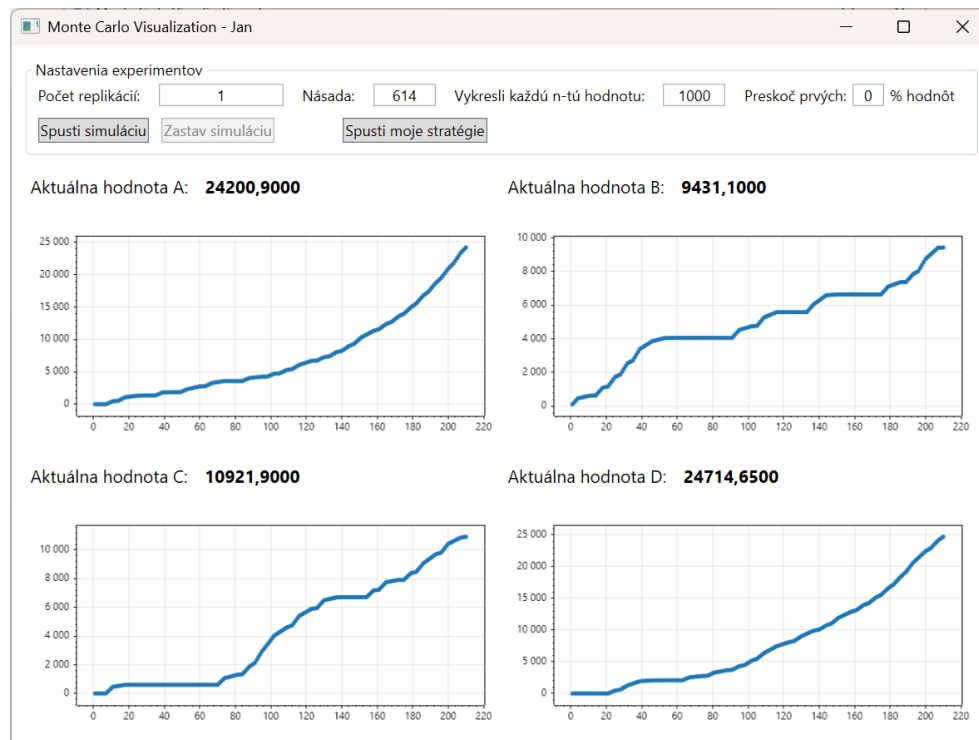 Monte Carlo Visualization - Jan
Nastavenia experimentov
Počet replikácií: 1 Násada: 614 Vykresli každú n-tú hodnotu: 1000 Preskoč prvých: 0 % hodnôt
Spusti simuláciu Zastav simuláciu Spusti moje stratégie
Aktuálna hodnota A: 24200,9000
Aktuálna hodnota B: 9431,1000
25 000
20 000
15 000
10 000
5 000
0
0 20 40 60 80 100 120 140 160 180 200 220
10 000
8 000
6 000
4 000
2 000
0
0 20 40 60 80 100 120 140 160 180 200 220
Aktuálna hodnota C: 10921,9000
Aktuálna hodnota D: 24714,6500
10 000
8 000
6 000
4 000
2 000
0
0 20 40 60 80 100 120 140 160 180 200 220
25 000
20 000
15 000
10 000
5 000
0
0 20 40 60 80 100 120 140 160 180 200 220